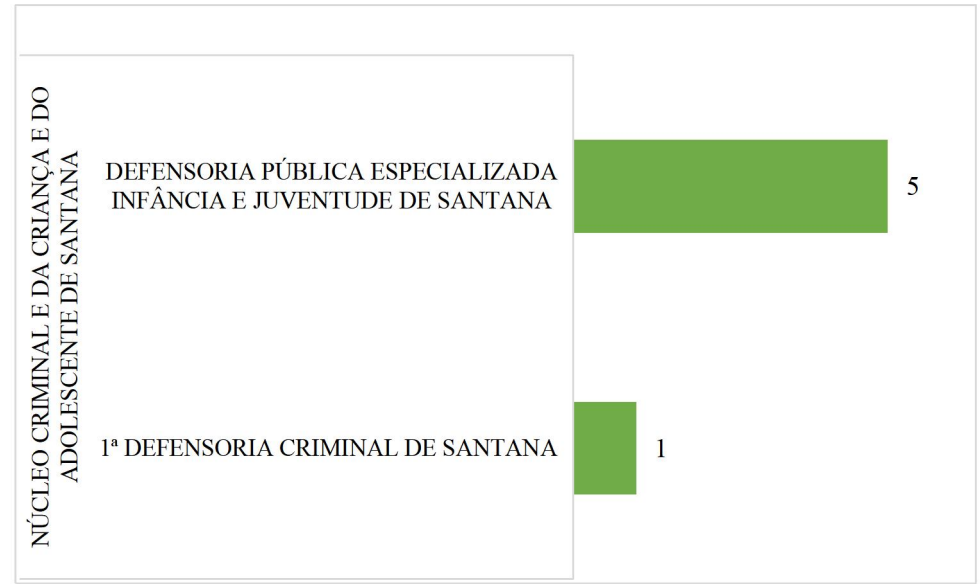 NÚCLEO CRIMINAL E DA CRIANÇA E DO
ADOLESCENTE DE SANTANA
DEFENSORIA PÚBLICA ESPECIALIZADA
INFÂNCIA E JUVENTUDE DE SANTANA
5
1ª DEFENSORIA CRIMINAL DE SANTANA
1